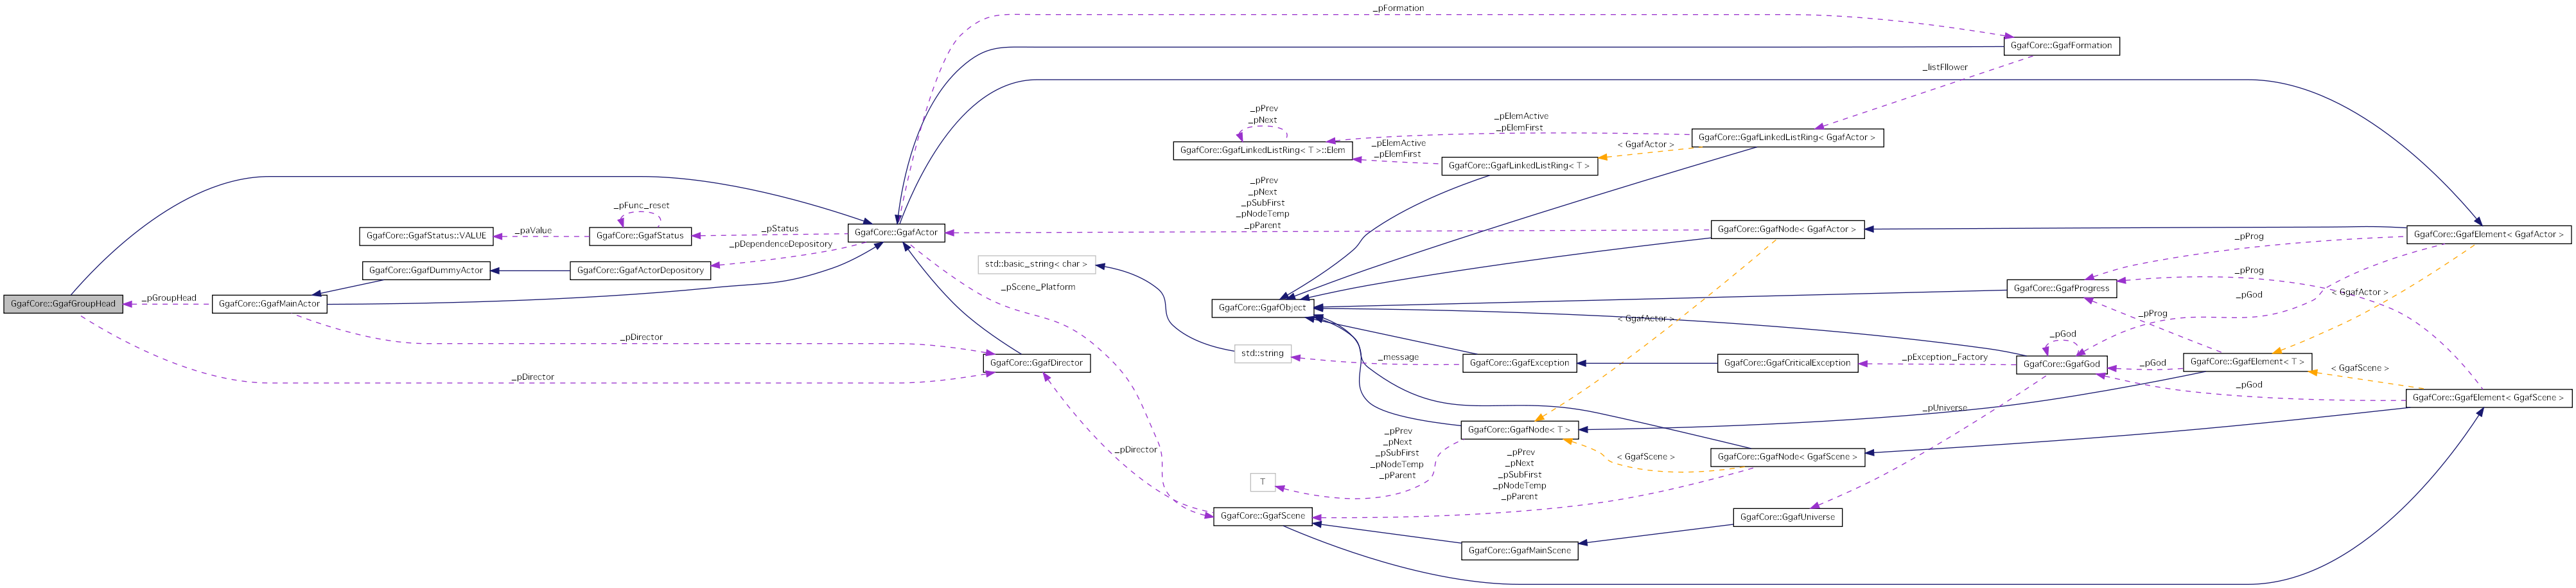 _pFormation
GgafCore::GgafFormation
_listFllower
_pPrev
_pNext
GgafCore::GgafLinkedListRing< T >::Elem
_pElemActive
_pElemFirst
GgafCore::GgafLinkedListRing< GgafActor >
_pElemActive
_pElemFirst
< GgafActor >
GgafCore::GgafLinkedListRing< T >
_pPrev
_pNext
_pSubFirst
_pNodeTemp
_pParent
_pFunc_reset
GgafCore::GgafStatus::VALUE
_paValue
GgafCore::GgafStatus
_pStatus
GgafCore::GgafActor
GgafCore::GgafNode< GgafActor >
GgafCore::GgafElement< GgafActor >
_pProg
_pDependenceDepository
GgafCore::GgafDummyActor
GgafCore::GgafActorDepository
std::basic_string< char >
_pProg
_pScene_Platform
GgafCore::GgafProgress
< GgafActor >
_pGod
GgafCore::GgafGroupHead
_pGroupHead
GgafCore::GgafMainActor
GgafCore::GgafObject
< GgafActor >
_pProg
_pDirector
_pGod
std::string
_message
GgafCore::GgafException
GgafCore::GgafCriticalException
_pException_Factory
GgafCore::GgafGod
_pGod
GgafCore::GgafElement< T >
GgafCore::GgafDirector
_pDirector
< GgafScene >
_pGod
GgafCore::GgafElement< GgafScene >
_pUniverse
GgafCore::GgafNode< T >
_pPrev
_pNext
_pSubFirst
_pNodeTemp
_pParent
_pDirector
< GgafScene >
GgafCore::GgafNode< GgafScene >
_pPrev
_pNext
_pSubFirst
_pNodeTemp
_pParent
T
GgafCore::GgafScene
GgafCore::GgafUniverse
GgafCore::GgafMainScene